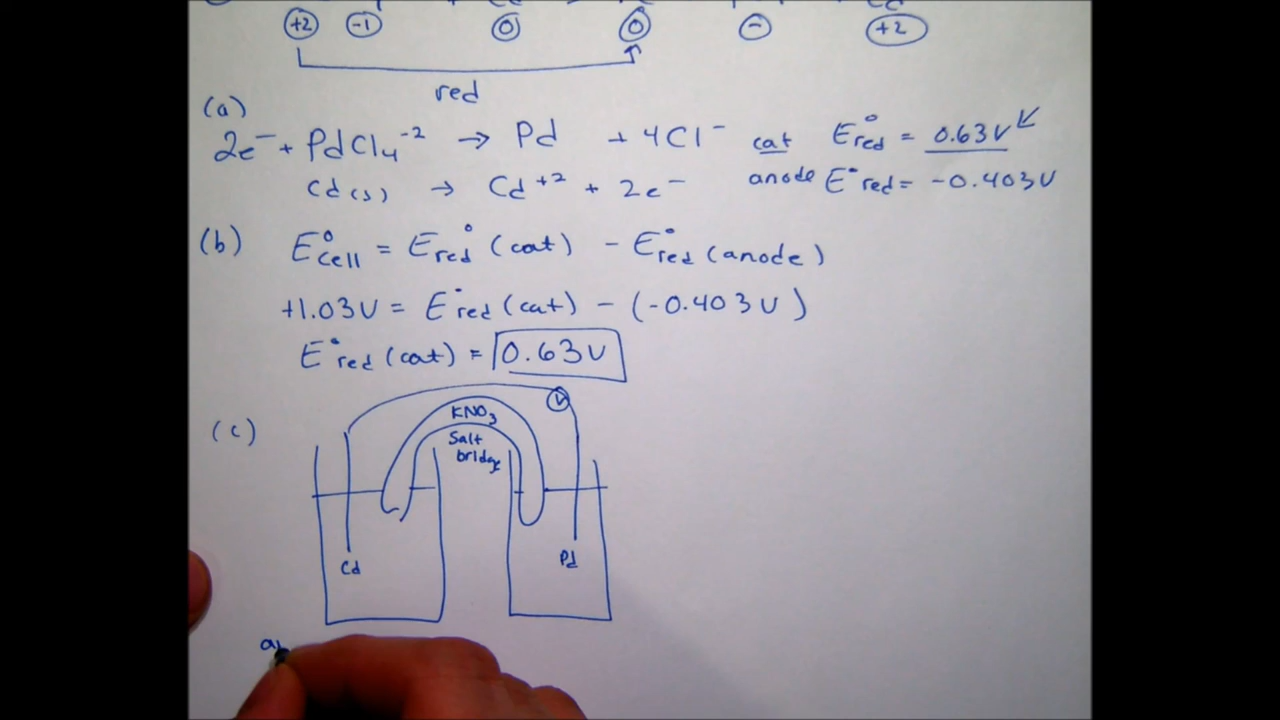 +2 -1 0 0 - +2
red
(a)
2e⁻ + PdCl₄⁻² → Pd + 4Cl⁻ cat E°red = 0.63V
Cd(s) → Cd⁺² + 2e⁻ anode E°red = -0.403V
(b) E°cell = E°red (cat) - E°red (anode)
+1.03V = E°red (cat) - (-0.403V)
E°red (cat) = 0.63V
(c)
V
KNO₃
Salt
bridge
Cd
Pd